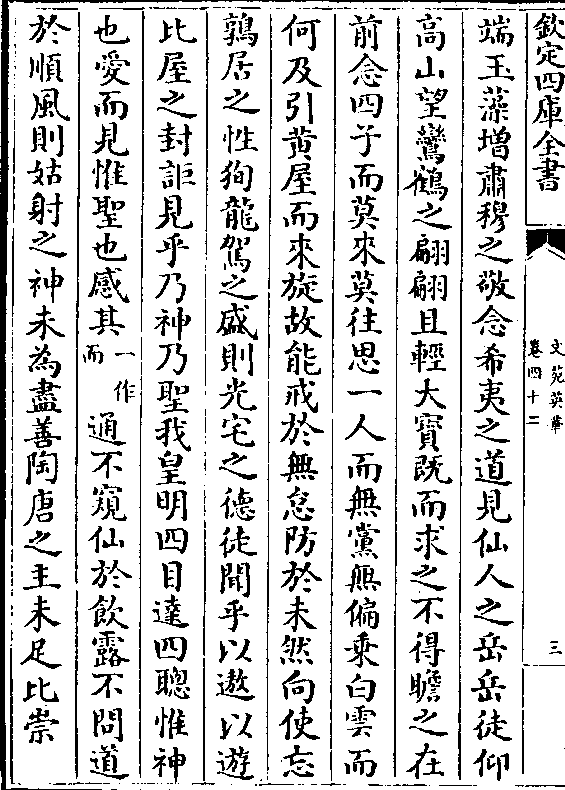 欽定四庫全書
文苑英華
卷四十二
三
端玉藻增肅穆之敬念希夷之道見仙人之岳岳徒仰
高山望鸞鶴之翩翩且輕大寳既而求之不得瞻之在
前念四子而莫來莫往思一人而無黨無偏乗白雲而
何及引黄屋而來旋故能戒於無怠防於未然向使忘
鶉居之性狥龍駕之盛則光宅之德徒聞乎以遨以遊
比屋之封詎見乎乃神乃聖我皇明四目達四聰惟神
也愛而見惟聖也感其一作而通不窺仙於飲露不問道
於順風則姑射之神未為盡善陶唐之主未足比崇